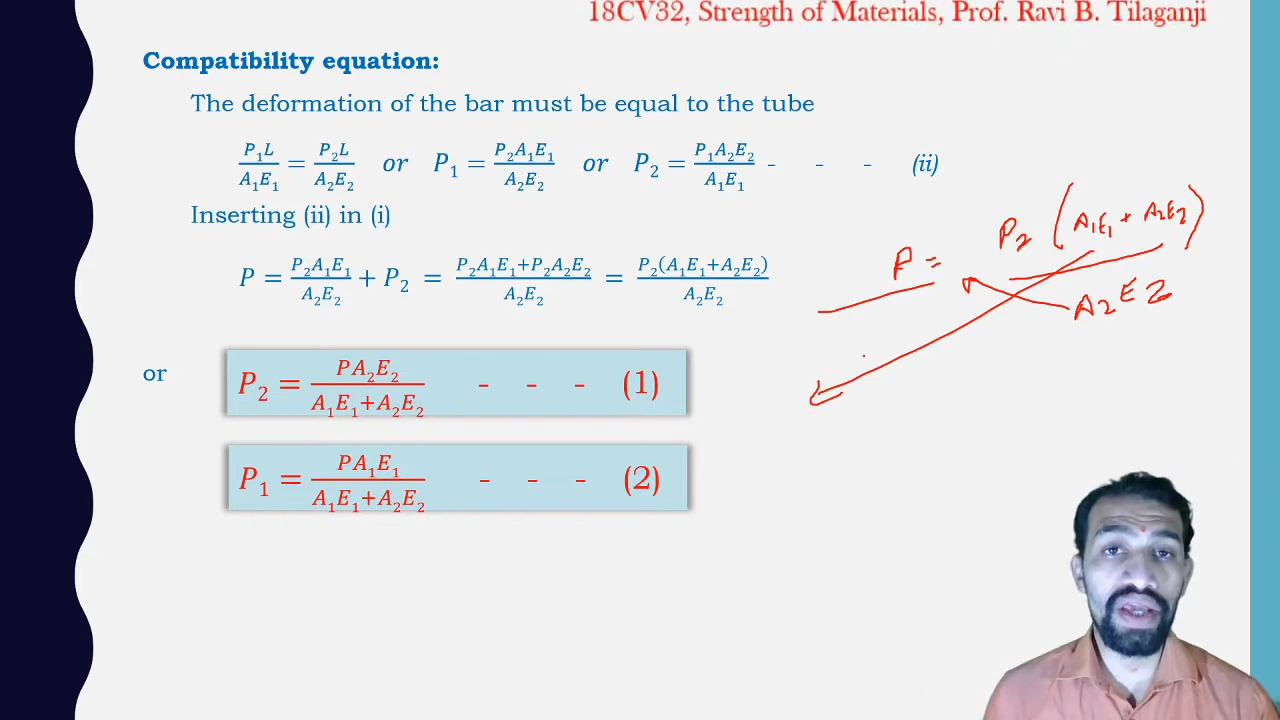 18CV32, Strength of Materials, Prof. Ravi B. Tilaganji
Compatibility equation:
The deformation of the bar must be equal to the tube
P₁L/A₁E₁ = P₂L/A₂E₂ or P₁ = P₂A₁E₁/A₂E₂ or P₂ = P₁A₂E₂/A₁E₁ - - - (ii)
Inserting (ii) in (i)
P = P₂A₁E₁/A₂E₂ + P₂ = P₂A₁E₁+P₂A₂E₂/A₂E₂ = P₂(A₁E₁+A₂E₂)/A₂E₂
P = P₂ (A₁E₁ + A₂E₂)
A₂E₂
or P₂ = PA₂E₂/A₁E₁+A₂E₂ - - - (1)
P₁ = PA₁E₁/A₁E₁+A₂E₂ - - - (2)